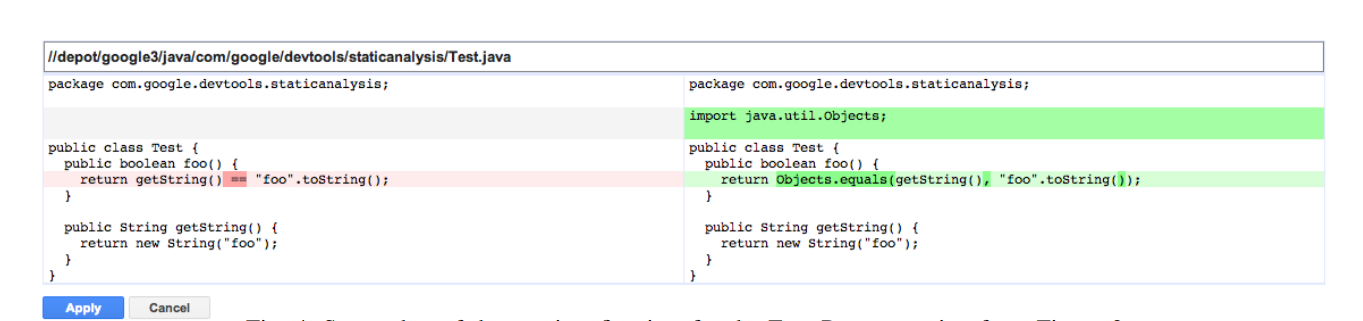 //depot/google3/java/com/google/devtools/staticanalysis/Test.java
package com.google.devtools.staticanalysis;
public class Test {
public boolean foo() {
return getString() == "foo".toString();
}
public String getString() {
return new String("foo");
}
}
package com.google.devtools.staticanalysis;
import java.util.Objects;
public class Test {
public boolean foo() {
return Objects.equals(getString(), "foo".toString());
}
public String getString() {
return new String("foo");
}
}
Apply Cancel